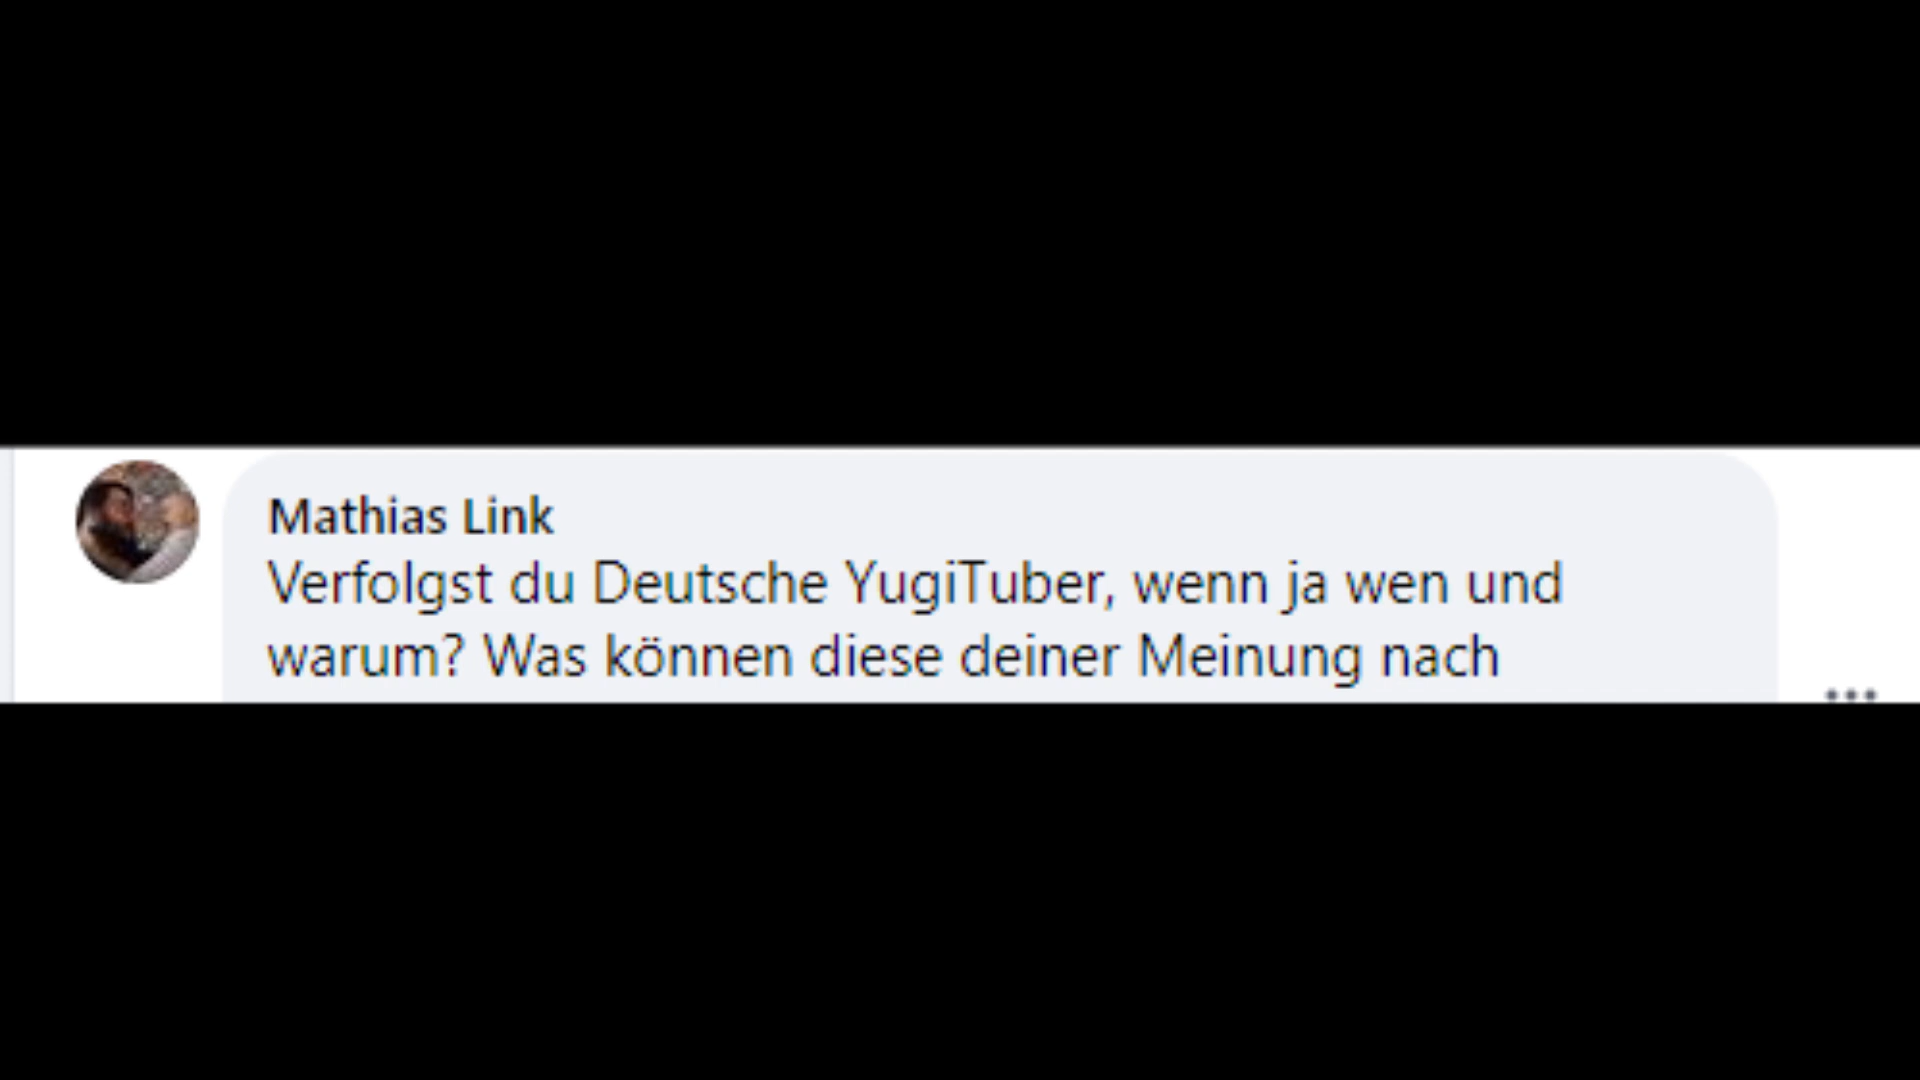 Mathias Link
Verfolgst du Deutsche YugiTuber, wenn ja wen und
warum? Was können diese deiner Meinung nach